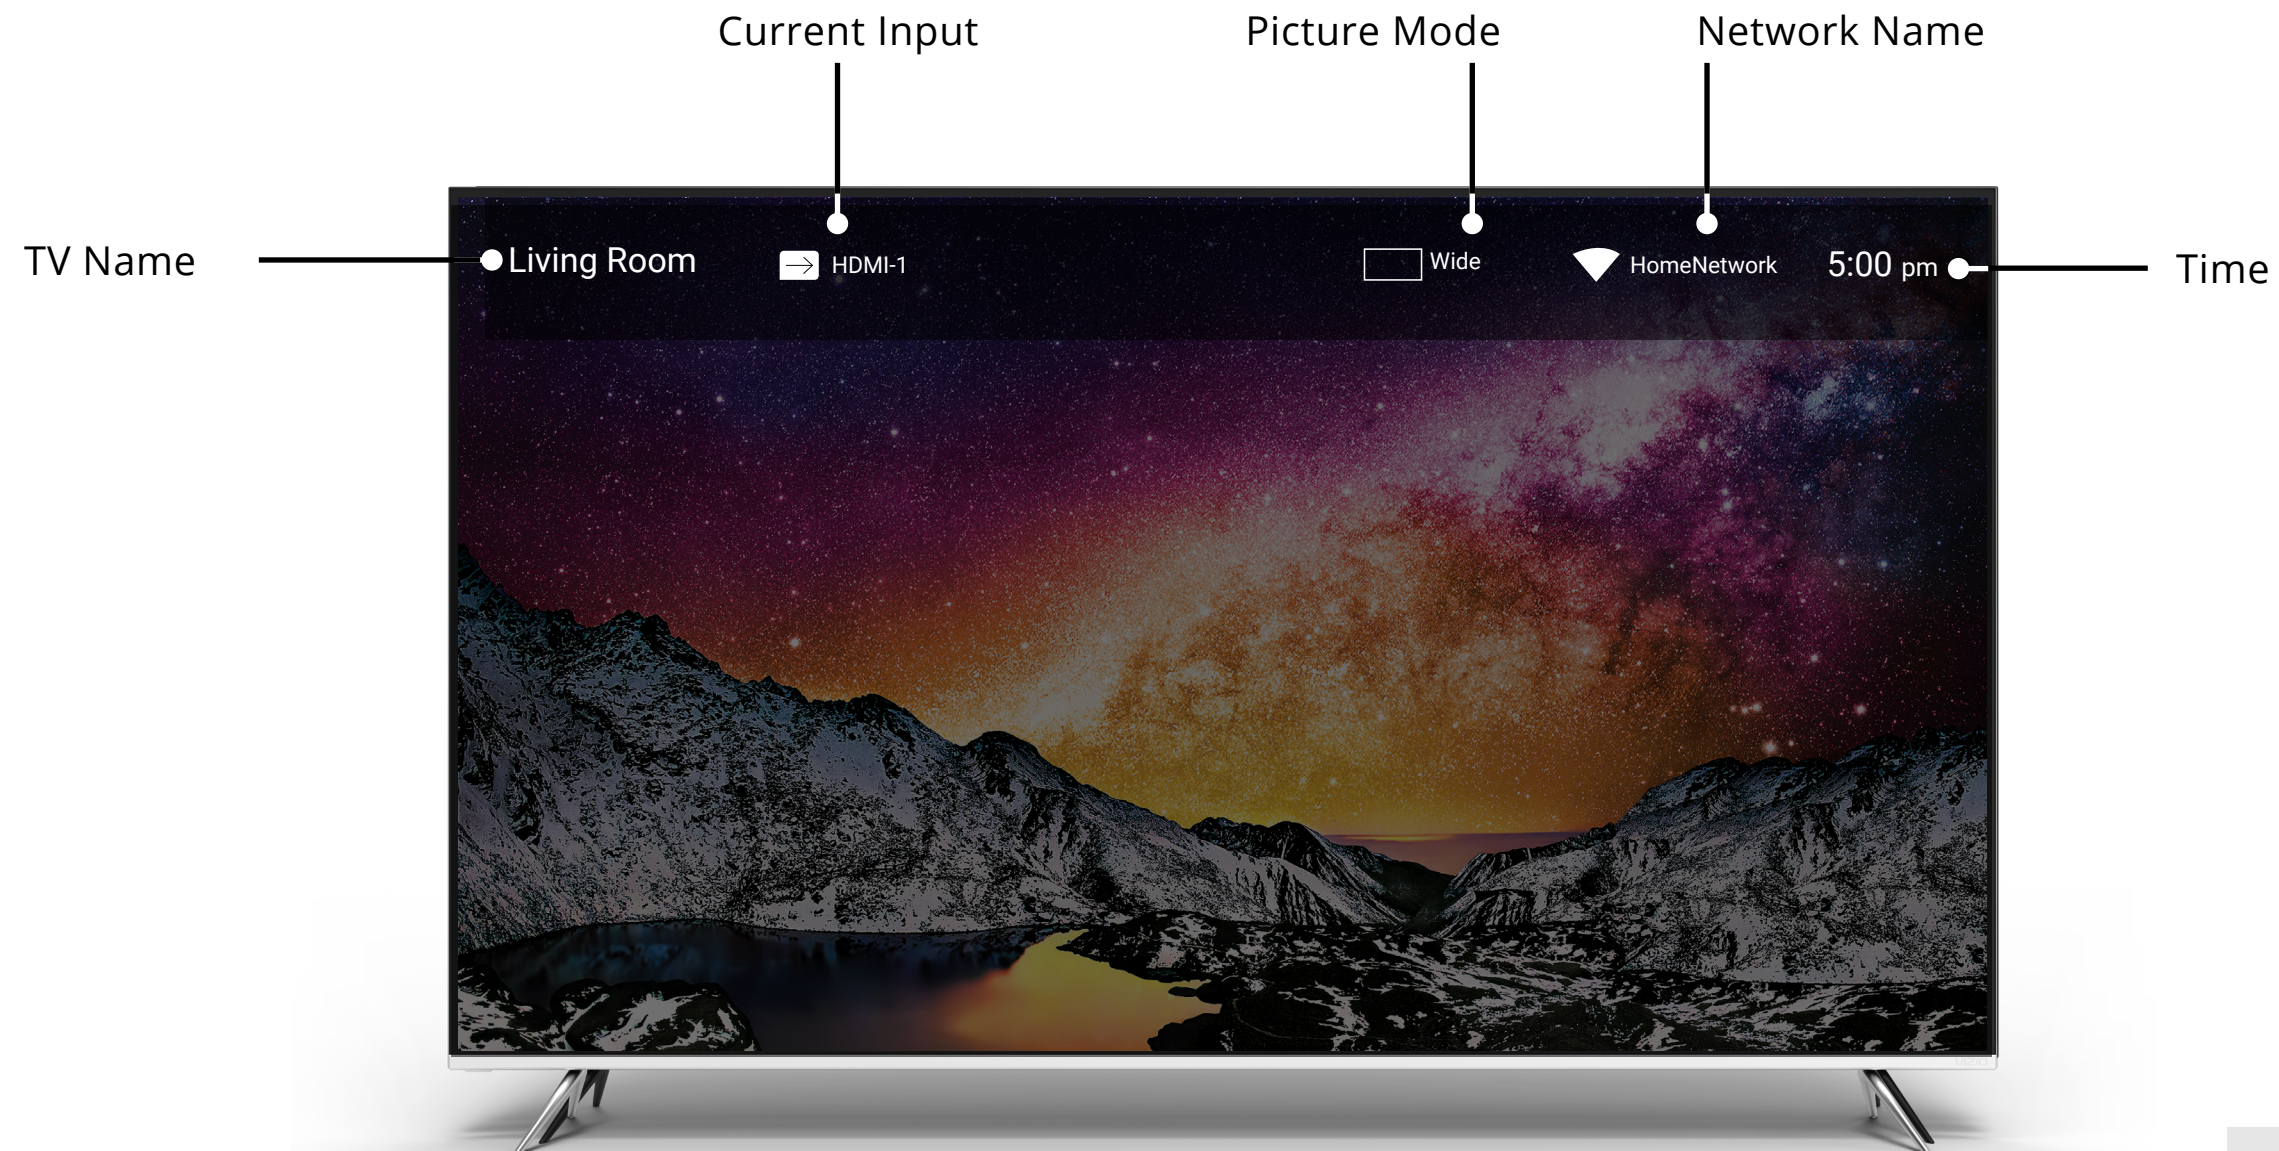 Current Input
Picture Mode
Network Name
TV Name
Living Room
HDMI-1
Wide
HomeNetwork
5:00 pm
Time